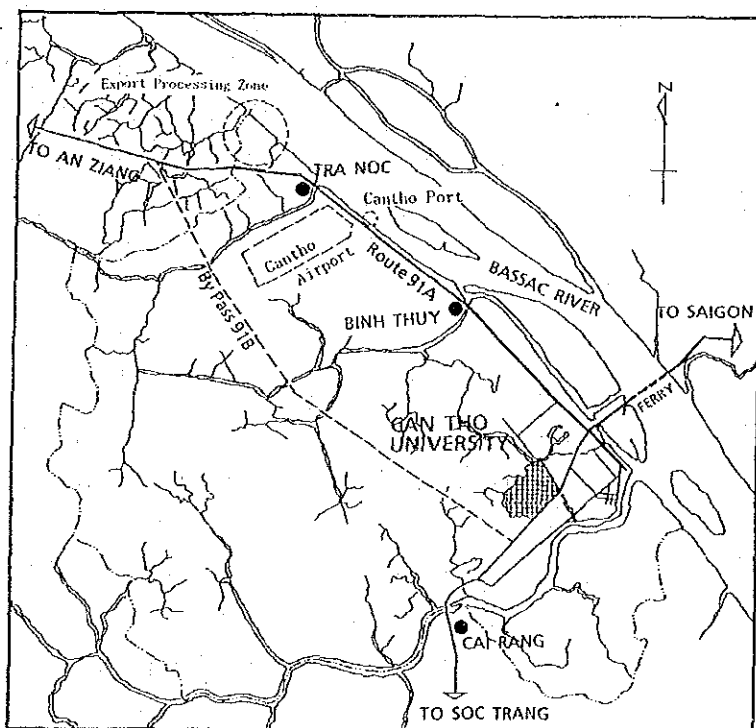 Export Processing Zone
N
TO AN ZIANG
TRA NOC
Cantho Port
Cantho
Airport
Route 91A
BASSAC RIVER
By Pass 91B
BINH THUY
TO SAIGON
FERRY
CAN THO
UNIVERSITY
CAI RANG
TO SOC TRANG